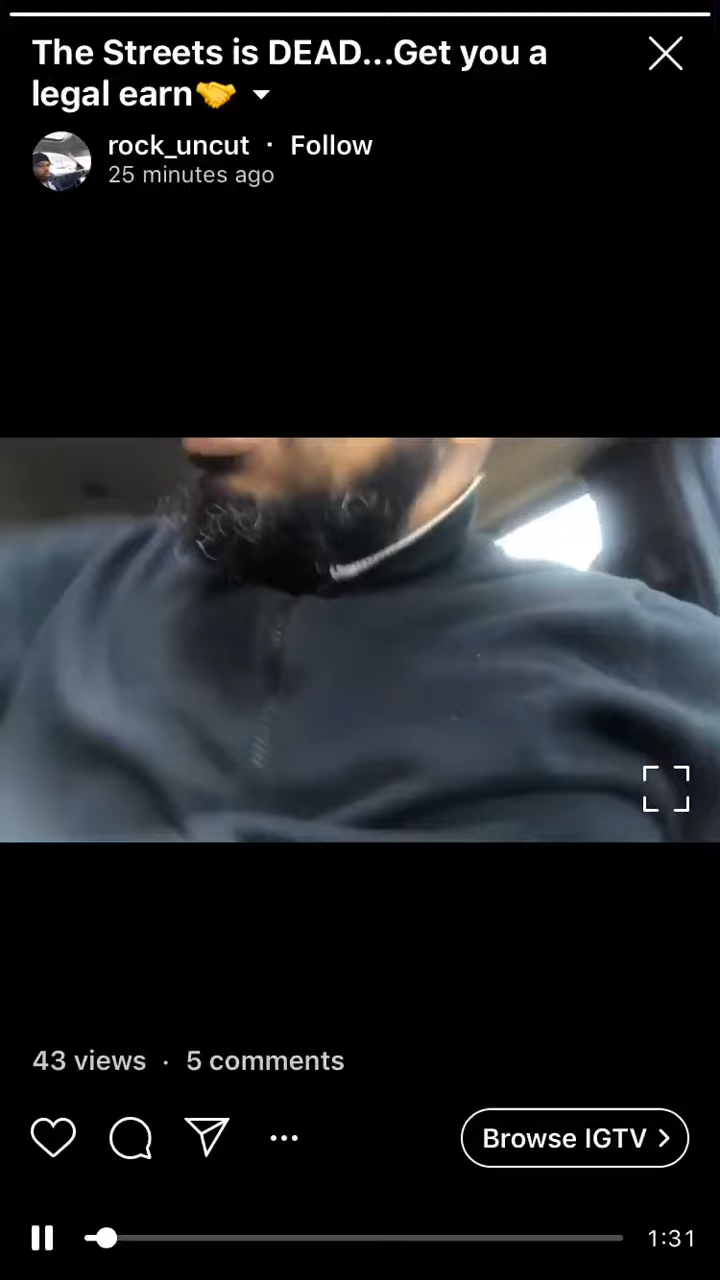 The Streets is DEAD...Get you a
legal earn🤝
rock_uncut · Follow
25 minutes ago
43 views · 5 comments
Browse IGTV
1:31